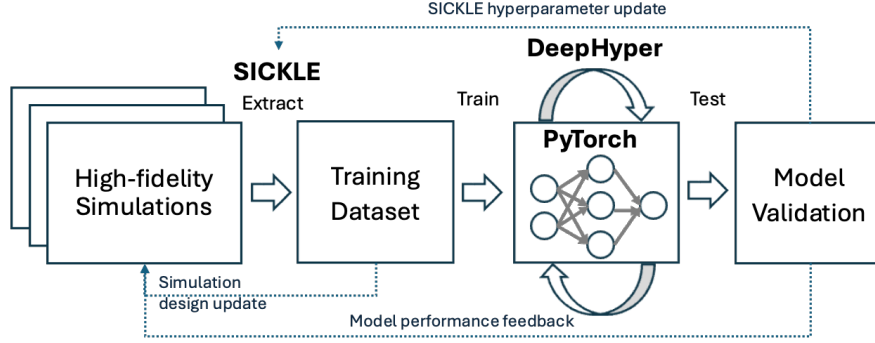 SICKLE hyperparameter update
DeepHyper
SICKLE
Extract
Train
Test
PyTorch
High-fidelity
Simulations
Training
Dataset
Model
Validation
Simulation
design update
Model performance feedback